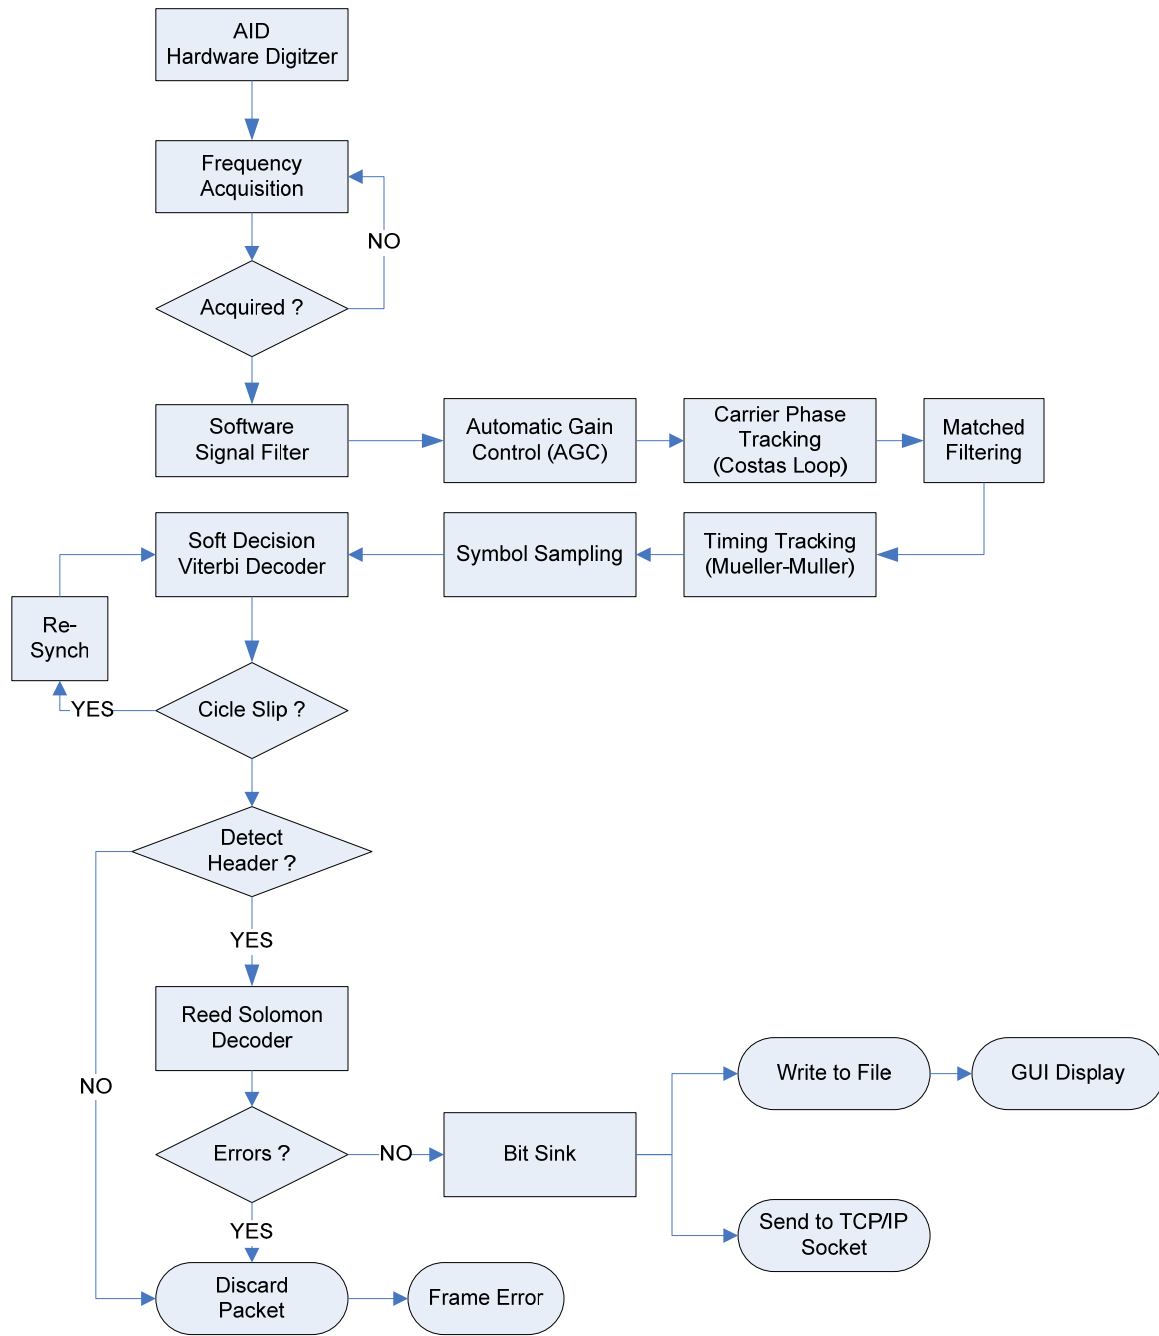 AID
Hardware Digitzer
Frequency
Acquisition
NO
Acquired ?
Software
Signal Filter
Automatic Gain
Control (AGC)
Carrier Phase
Tracking
(Costas Loop)
Matched
Filtering
Soft Decision
Viterbi Decoder
Symbol Sampling
Timing Tracking
(Mueller-Muller)
Re-
Synch
YES
Cicle Slip ?
Detect
Header ?
YES
Reed Solomon
Decoder
NO
Errors ?
NO
Bit Sink
Write to File
GUI Display
Send to TCP/IP
Socket
YES
Discard
Packet
Frame Error